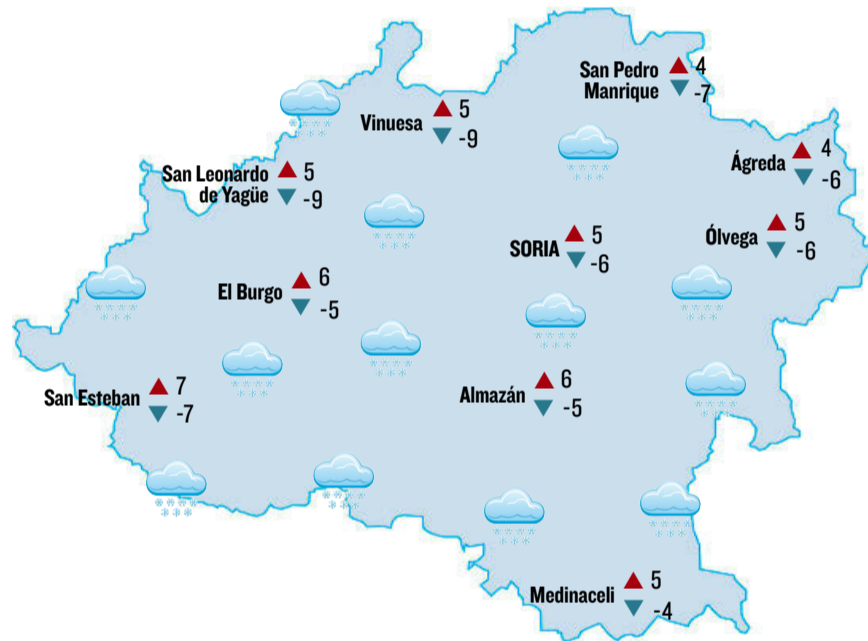 San Pedro
Manrique
4
-7
Vinuesa
5
-9
Ágreda
4
-6
San Leonardo
de Yagüe
5
-9
SORIA
5
-6
Ólvega
5
-6
El Burgo
6
-5
San Esteban
7
-7
Almazán
6
-5
Medinaceli
5
-4